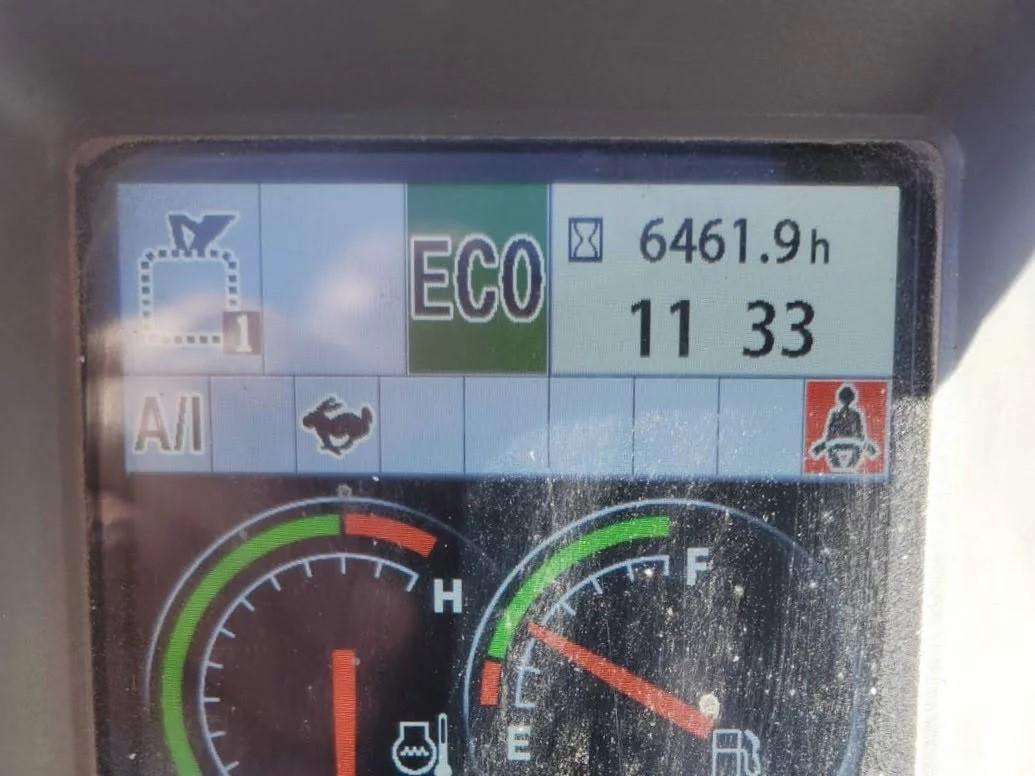 ECO
6461.9h
11 33
1
A/I
H
F
E